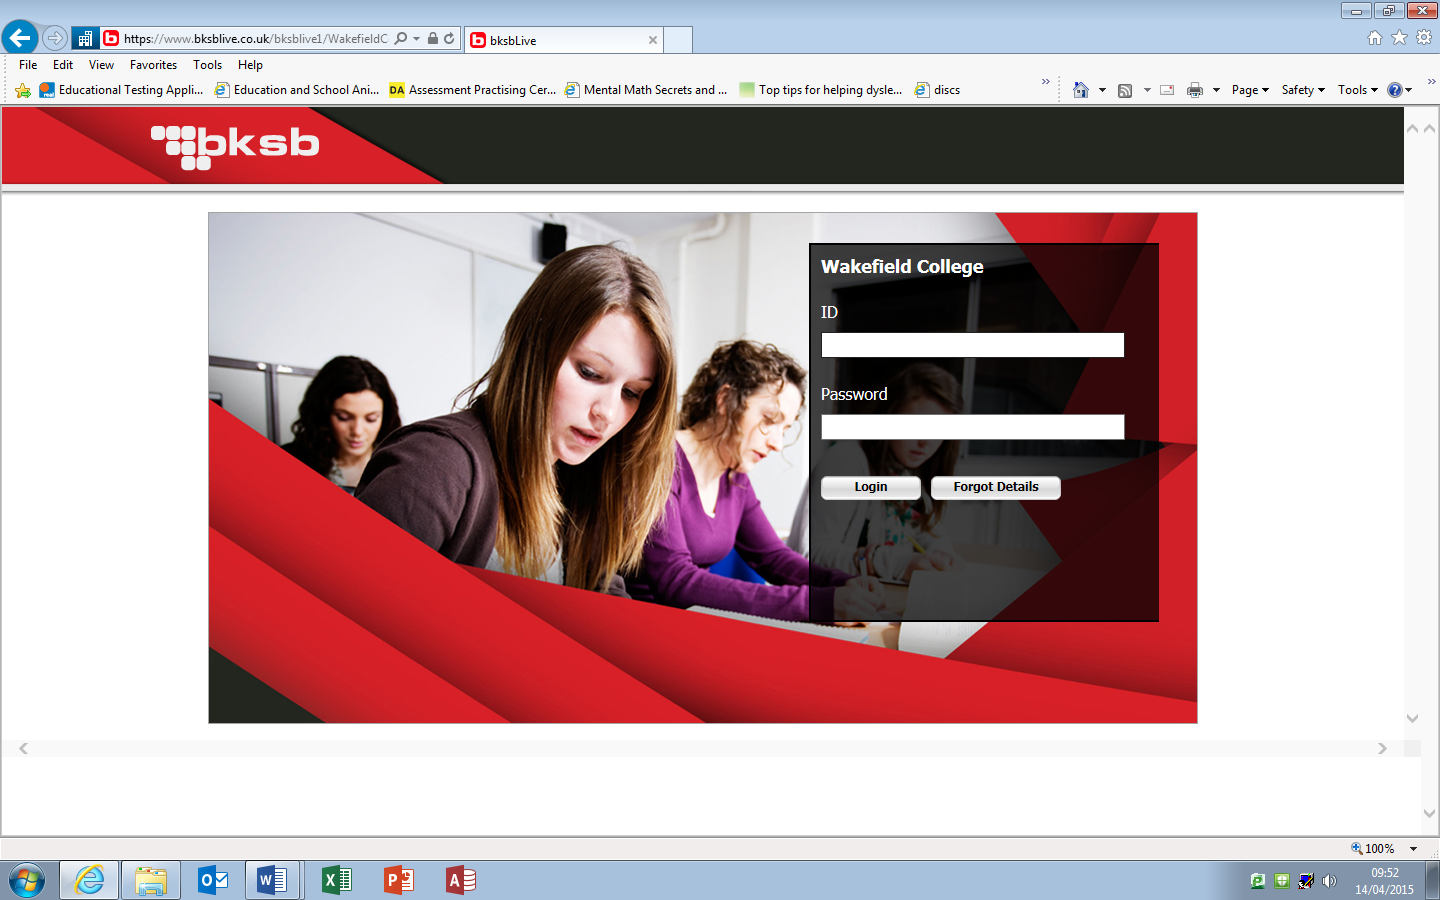 https://www.bksblive.co.uk/bksblive1/WakefieldC
bksbLive
File Edit View Favorites Tools Help
Educational Testing Appli... Education and School Ani... DA Assessment Practising Cer... Mental Math Secrets and ... Top tips for helping dysle... discs
Page Safety Tools
bksb
Wakefield College
ID
Password
Login Forgot Details
100%
09:52
14/04/2015